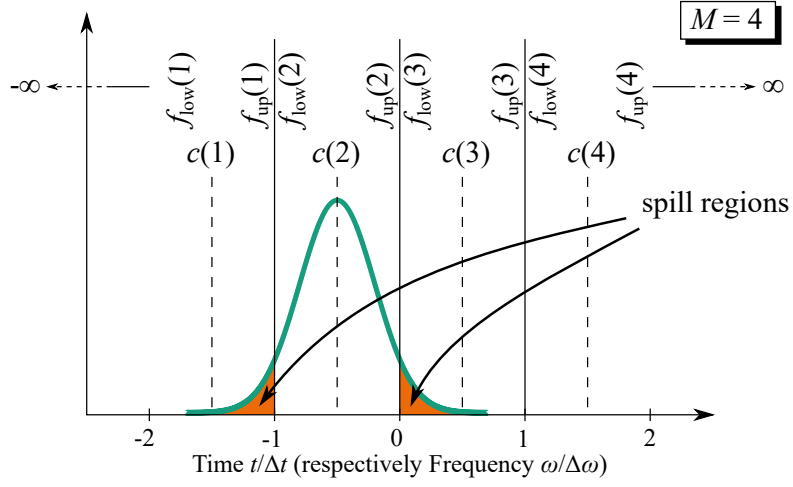 M = 4
-∞
f_low(1)
f_up(1)
f_low(2)
f_up(2)
f_low(3)
f_up(3)
f_low(4)
f_up(4)
∞
c(1)
c(2)
c(3)
c(4)
spill regions
-2
-1
0
1
2
Time t/Δt (respectively Frequency ω/Δω)